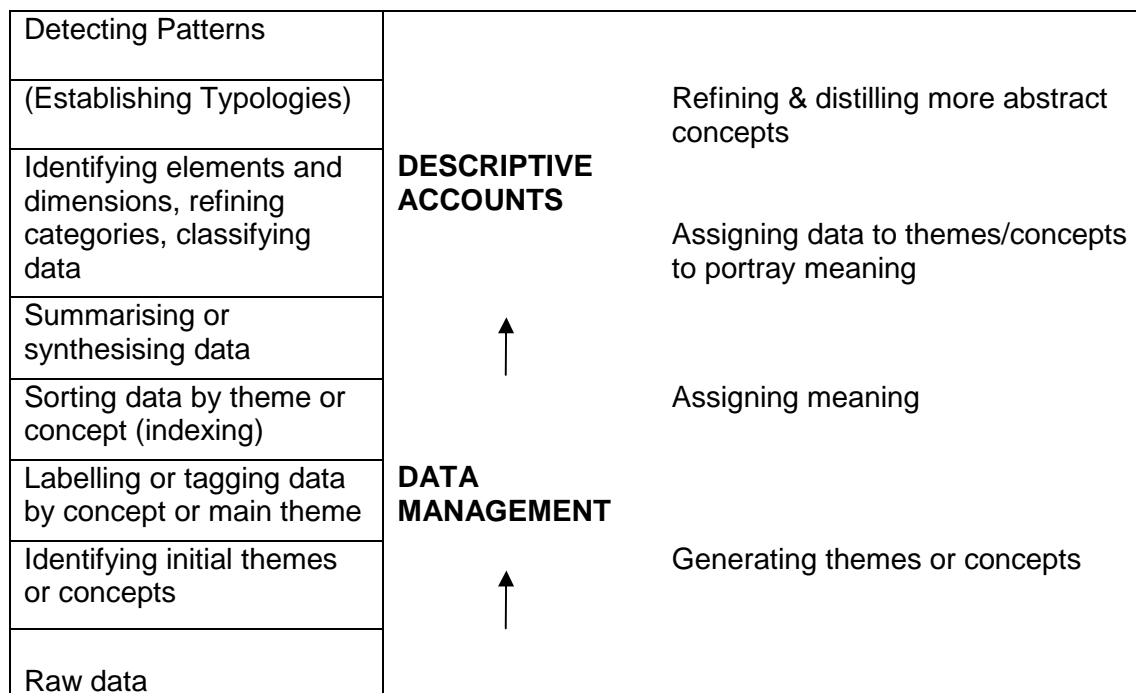 Detecting Patterns
(Establishing Typologies)
Refining & distilling more abstract
concepts
Identifying elements and
dimensions, refining
categories, classifying
data
DESCRIPTIVE
ACCOUNTS
Assigning data to themes/concepts
to portray meaning
Summarising or
synthesising data
Sorting data by theme or
concept (indexing)
Assigning meaning
Labelling or tagging data
by concept or main theme
DATA
MANAGEMENT
Identifying initial themes
or concepts
Generating themes or concepts
Raw data